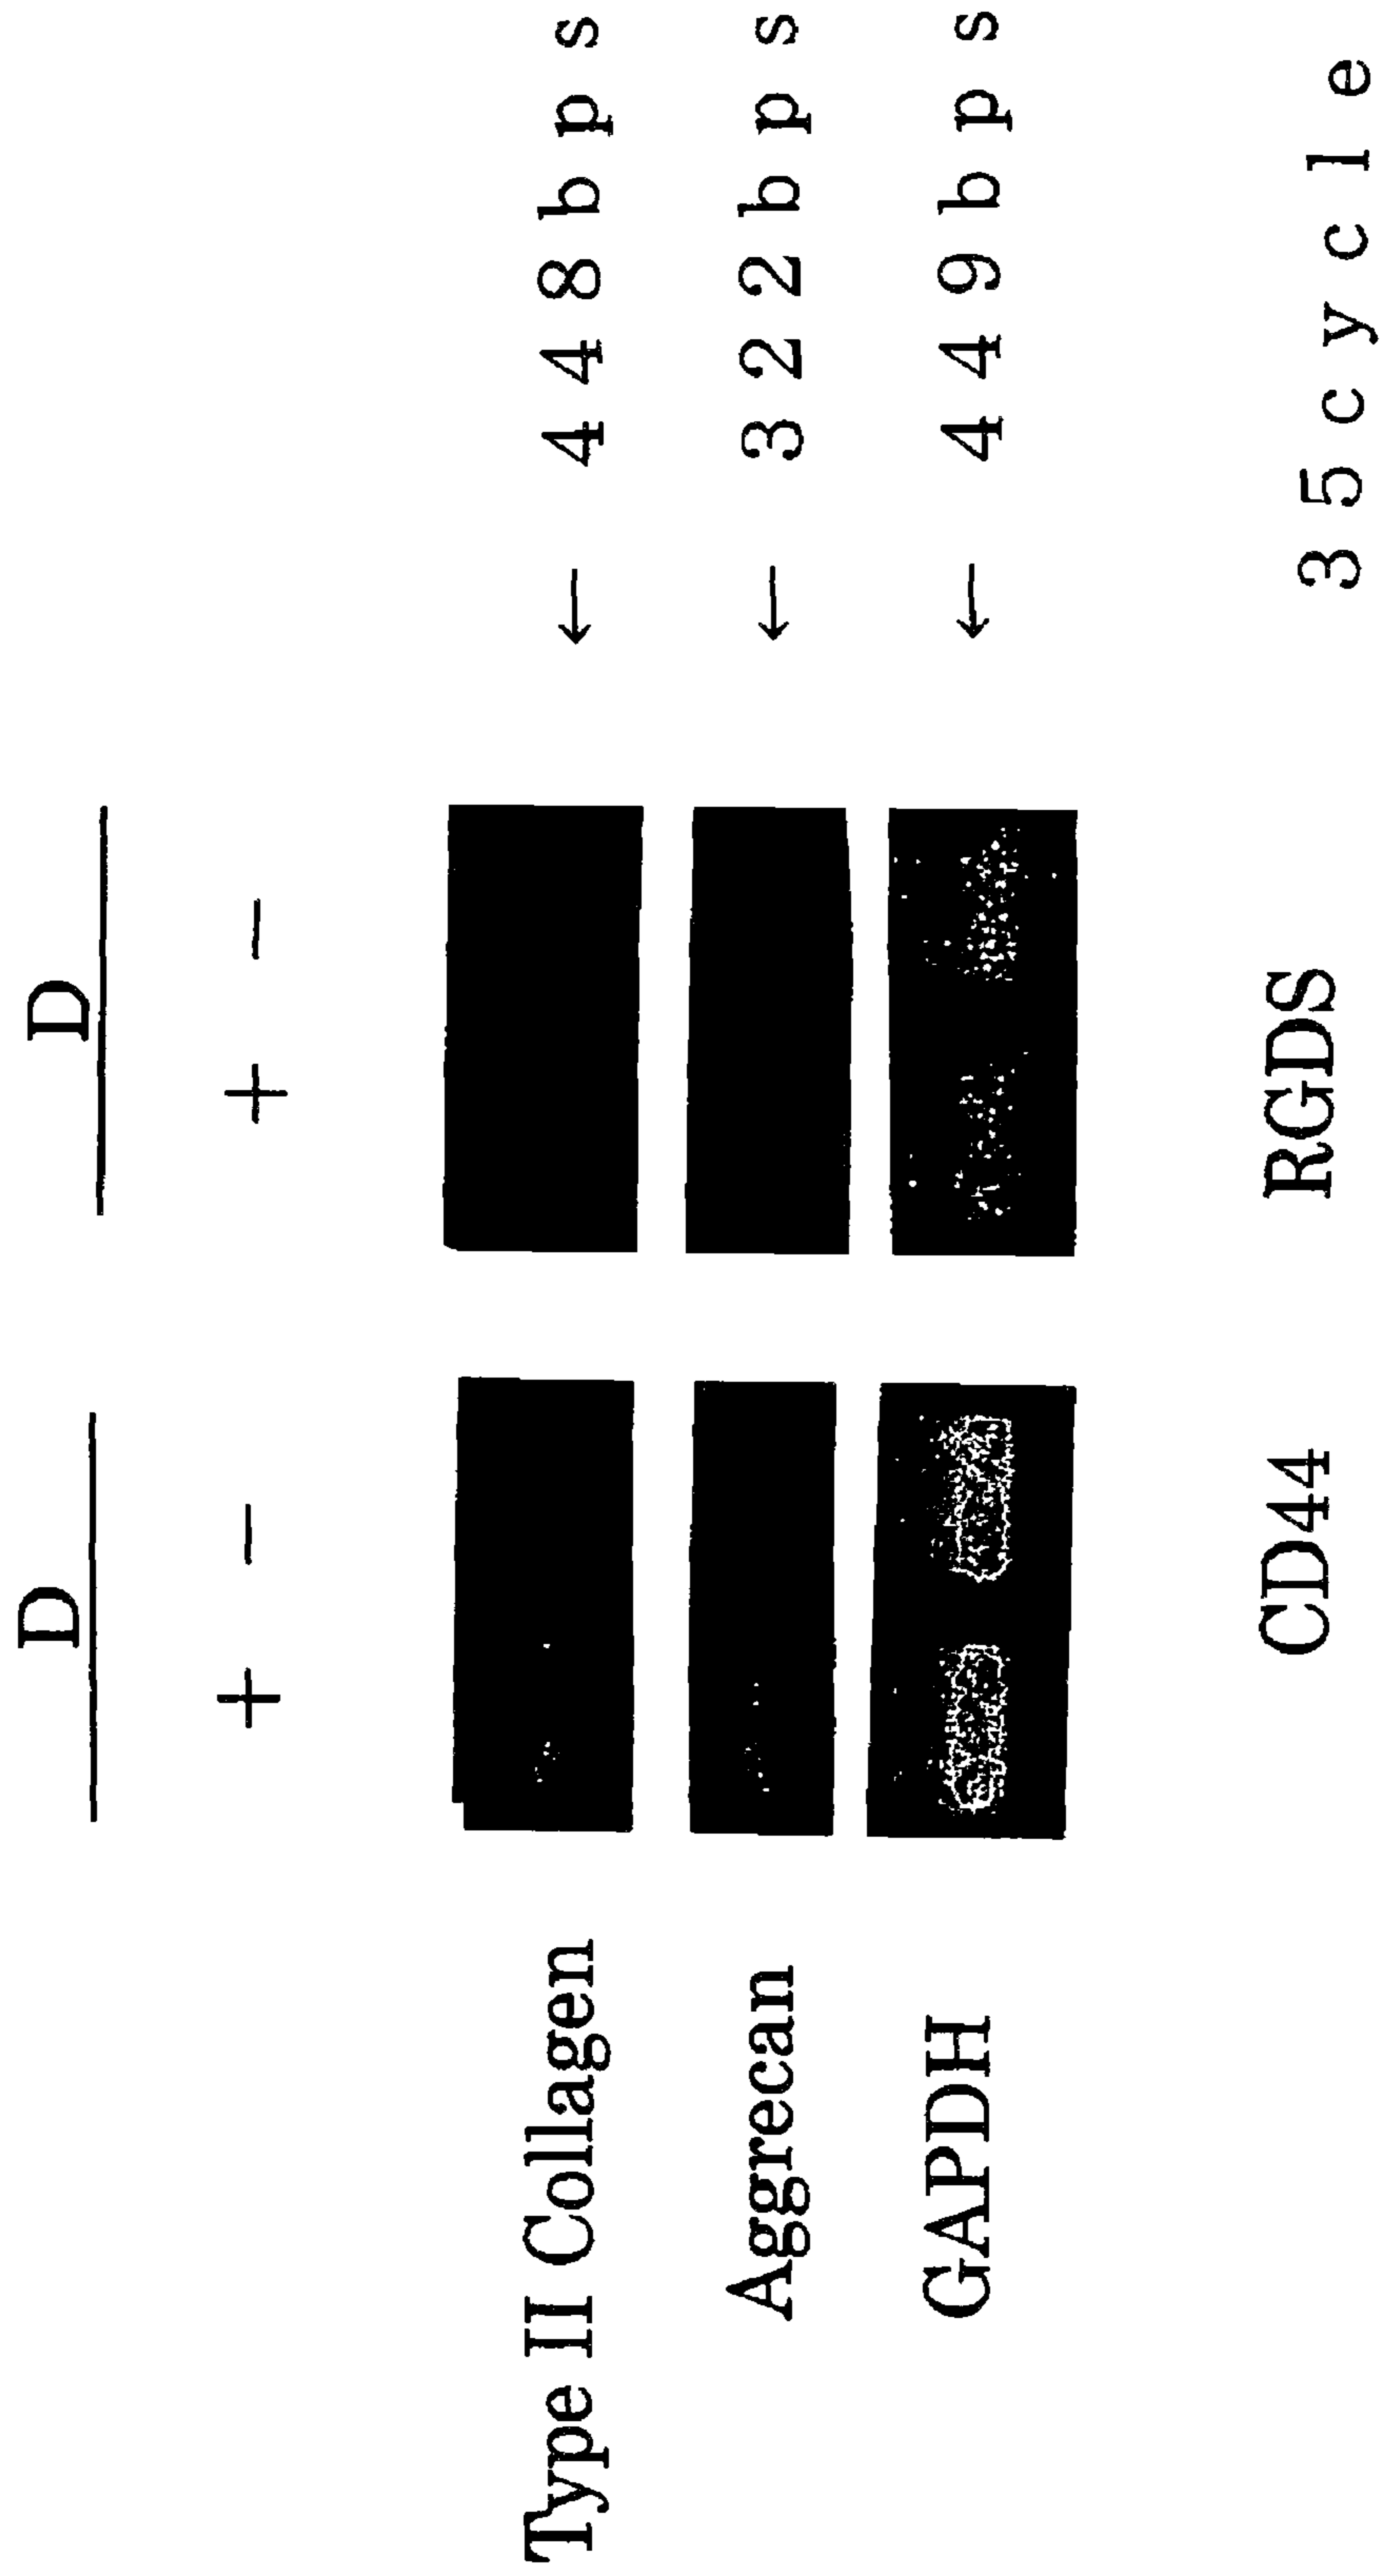 D D
+ − + −
Type II Collagen ← 448bps
Aggrecan ← 322bps
GAPDH ← 449bps
CD44 RGDS 35cycle